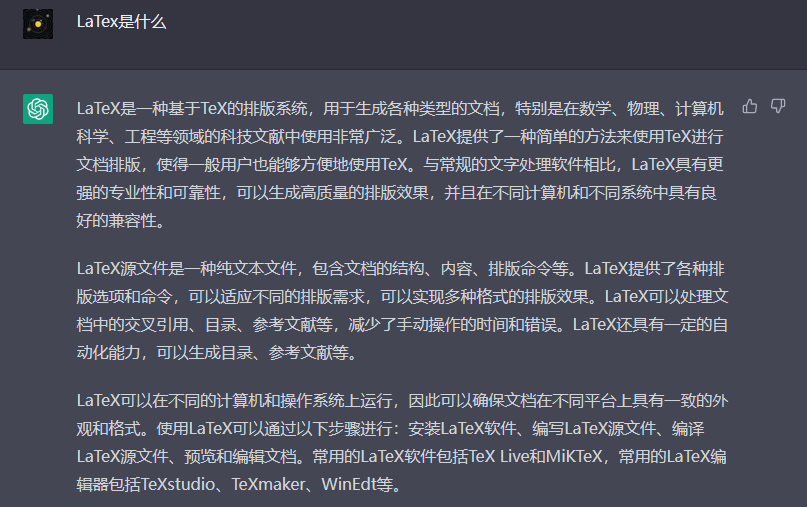 LaTex是什么
LaTeX是一种基于TeX的排版系统，用于生成各种类型的文档，特别是在数学、物理、计算机
科学、工程等领域的科技文献中使用非常广泛。LaTeX提供了一种简单的方法来使用TeX进行
文档排版，使得一般用户也能够方便地使用TeX。与常规的文字处理软件相比，LaTeX具有更
强的专业性和可靠性，可以生成高质量的排版效果，并且在不同计算机和不同系统中具有良
好的兼容性。
LaTeX源文件是一种纯文本文件，包含文档的结构、内容、排版命令等。LaTeX提供了各种排
版选项和命令，可以适应不同的排版需求，可以实现多种格式的排版效果。LaTeX可以处理文
档中的交叉引用、目录、参考文献等，减少了手动操作的时间和错误。LaTeX还具有一定的自
动化能力，可以生成目录、参考文献等。
LaTeX可以在不同的计算机和操作系统上运行，因此可以确保文档在不同平台上具有一致的外
观和格式。使用LaTeX可以通过以下步骤进行：安装LaTeX软件、编写LaTeX源文件、编译
LaTeX源文件、预览和编辑文档。常用的LaTeX软件包括TeX Live和MiKTeX，常用的LaTeX编
辑器包括TeXstudio、TeXmaker、WinEdt等。